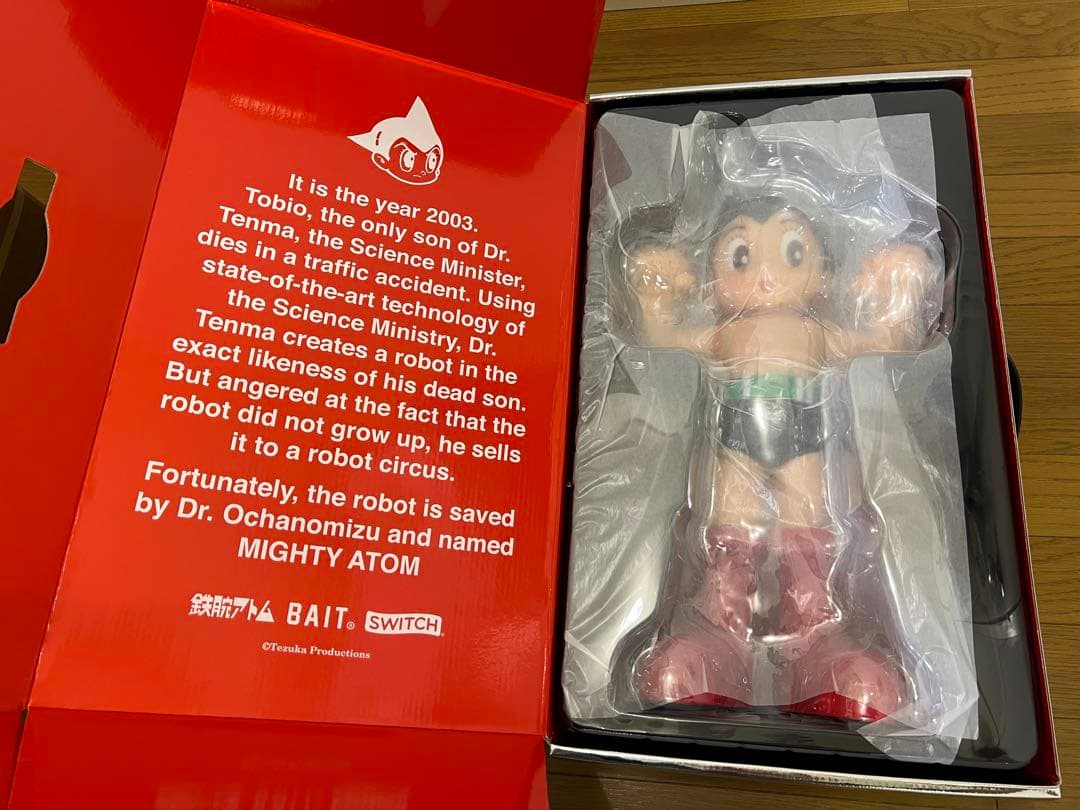 It is the year 2003.
Tobio, the only son of Dr.
Tenma, the Science Minister,
dies in a traffic accident. Using
state-of-the-art technology of
the Science Ministry, Dr.
Tenma creates a robot in the
exact likeness of his dead son.
But angered at the fact that the
robot did not grow up, he sells
it to a robot circus.
Fortunately, the robot is saved
by Dr. Ochanomizu and named
MIGHTY ATOM
鉄腕アトム BAIT® SWITCH
©Tezuka Productions